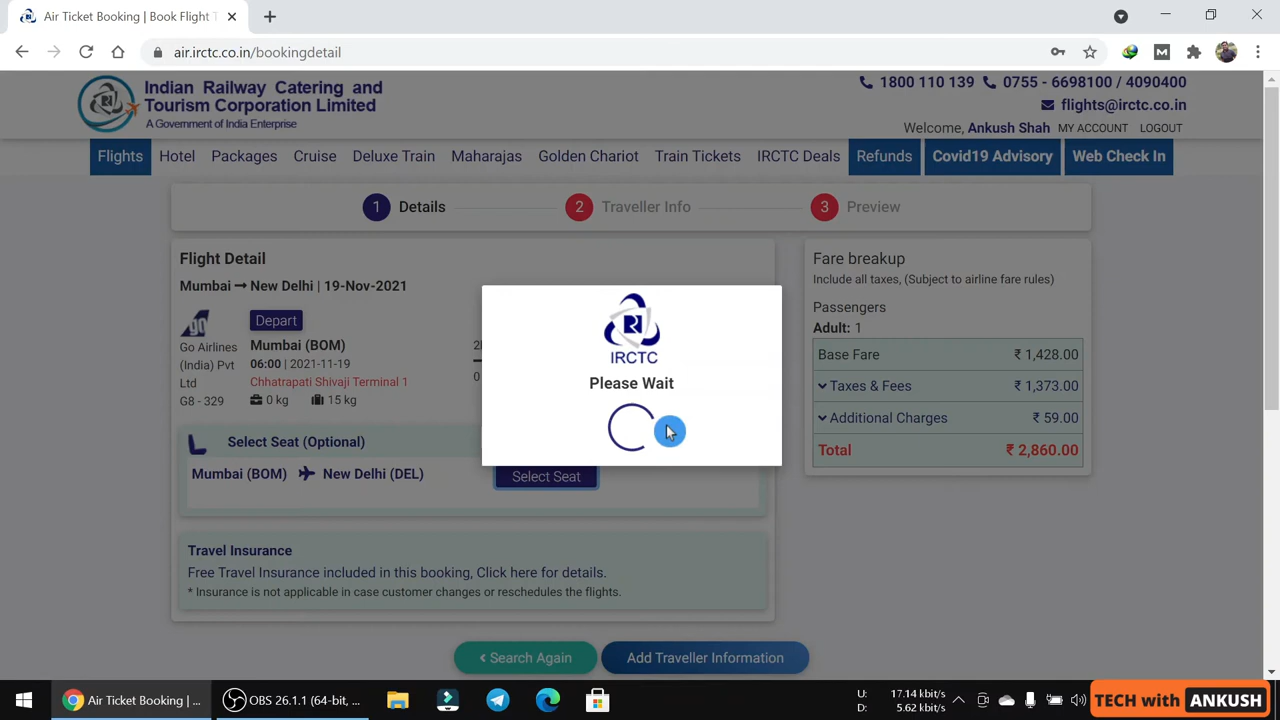 Air Ticket Booking | Book Flight T
air.irctc.co.in/bookingdetail
Indian Railway Catering and
Tourism Corporation Limited
A Government of India Enterprise
1800 110 139 0755 - 6698100 / 4090400
flights@irctc.co.in
Welcome, Ankush Shah MY ACCOUNT LOGOUT
Flights Hotel Packages Cruise Deluxe Train Maharajas Golden Chariot Train Tickets IRCTC Deals Refunds Covid19 Advisory Web Check In
1 Details 2 Traveller Info 3 Preview
Flight Detail
Mumbai → New Delhi | 19-Nov-2021
go
Depart
Go Airlines
(India) Pvt
Ltd
G8 - 329
Mumbai (BOM)
06:00 | 2021-11-19
Chhatrapati Shivaji Terminal 1
0 kg 15 kg
IRCTC
Please Wait
Select Seat (Optional)
Mumbai (BOM) New Delhi (DEL)
Select Seat
Travel Insurance
Free Travel Insurance included in this booking, Click here for details.
* Insurance is not applicable in case customer changes or reschedules the flights.
Fare breakup
Include all taxes, (Subject to airline fare rules)
Passengers
Adult: 1
Base Fare ₹ 1,428.00
Taxes & Fees ₹ 1,373.00
Additional Charges ₹ 59.00
Total ₹ 2,860.00
Search Again Add Traveller Information
Air Ticket Booking | ... OBS 26.1.1 (64-bit, ...
U: 17.14 kbit/s
D: 5.62 kbit/s
TECH with ANKUSH